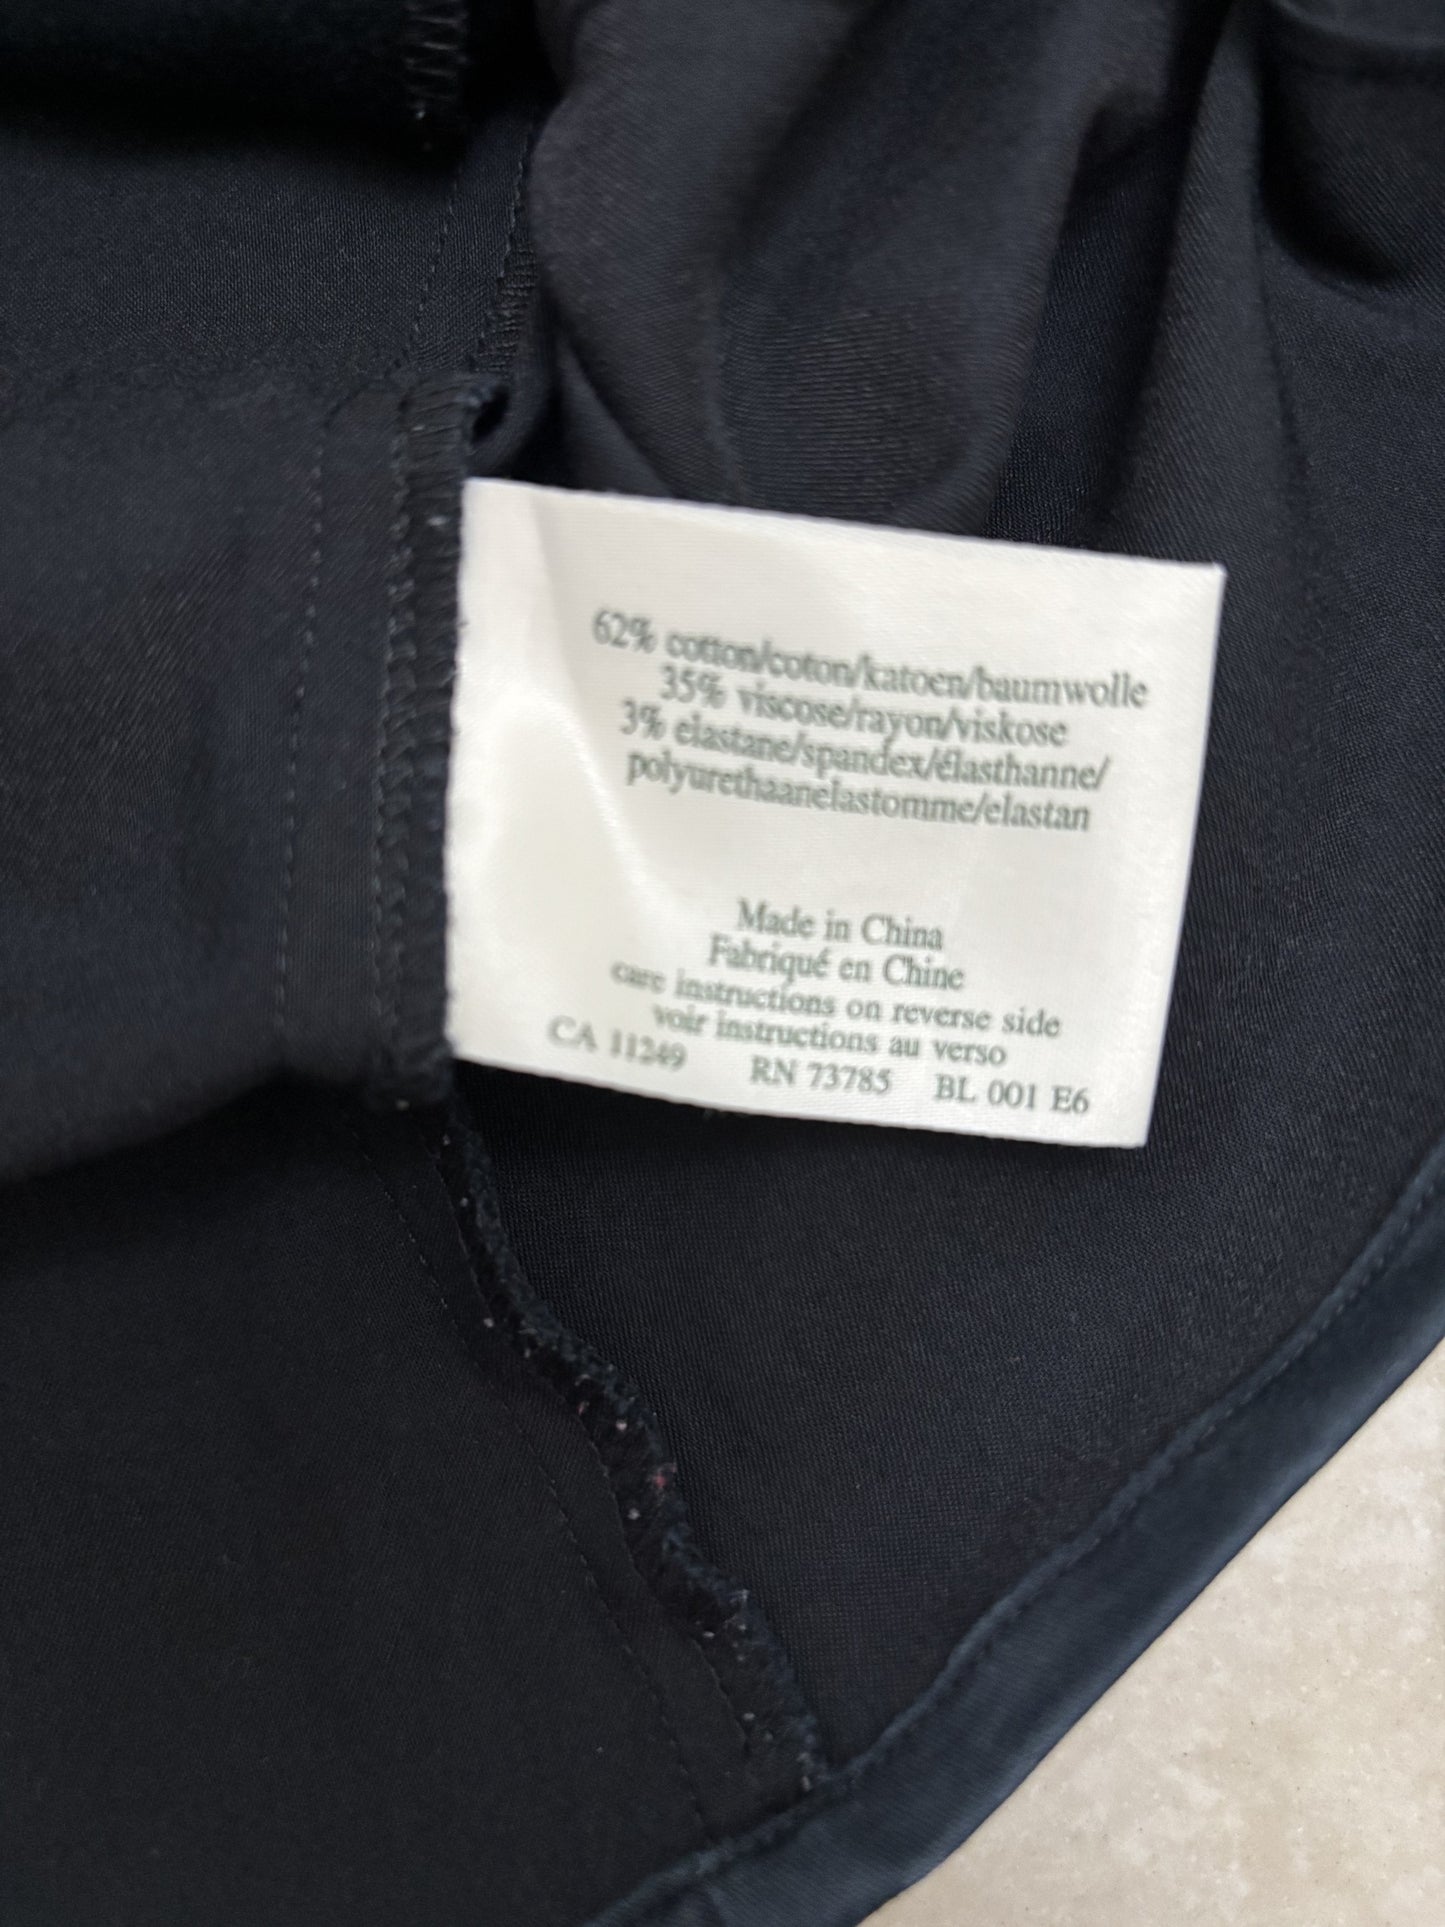 62% cotton/coton/katoen/baumwolle
35% viscose/rayon/viskose
3% elastane/spandex/élasthanne/
polyurethaanelastomme/elastan
Made in China
Fabriqué en Chine
care instructions on reverse side
voir instructions au verso
CA 11249 RN 73785 BL 001 E6